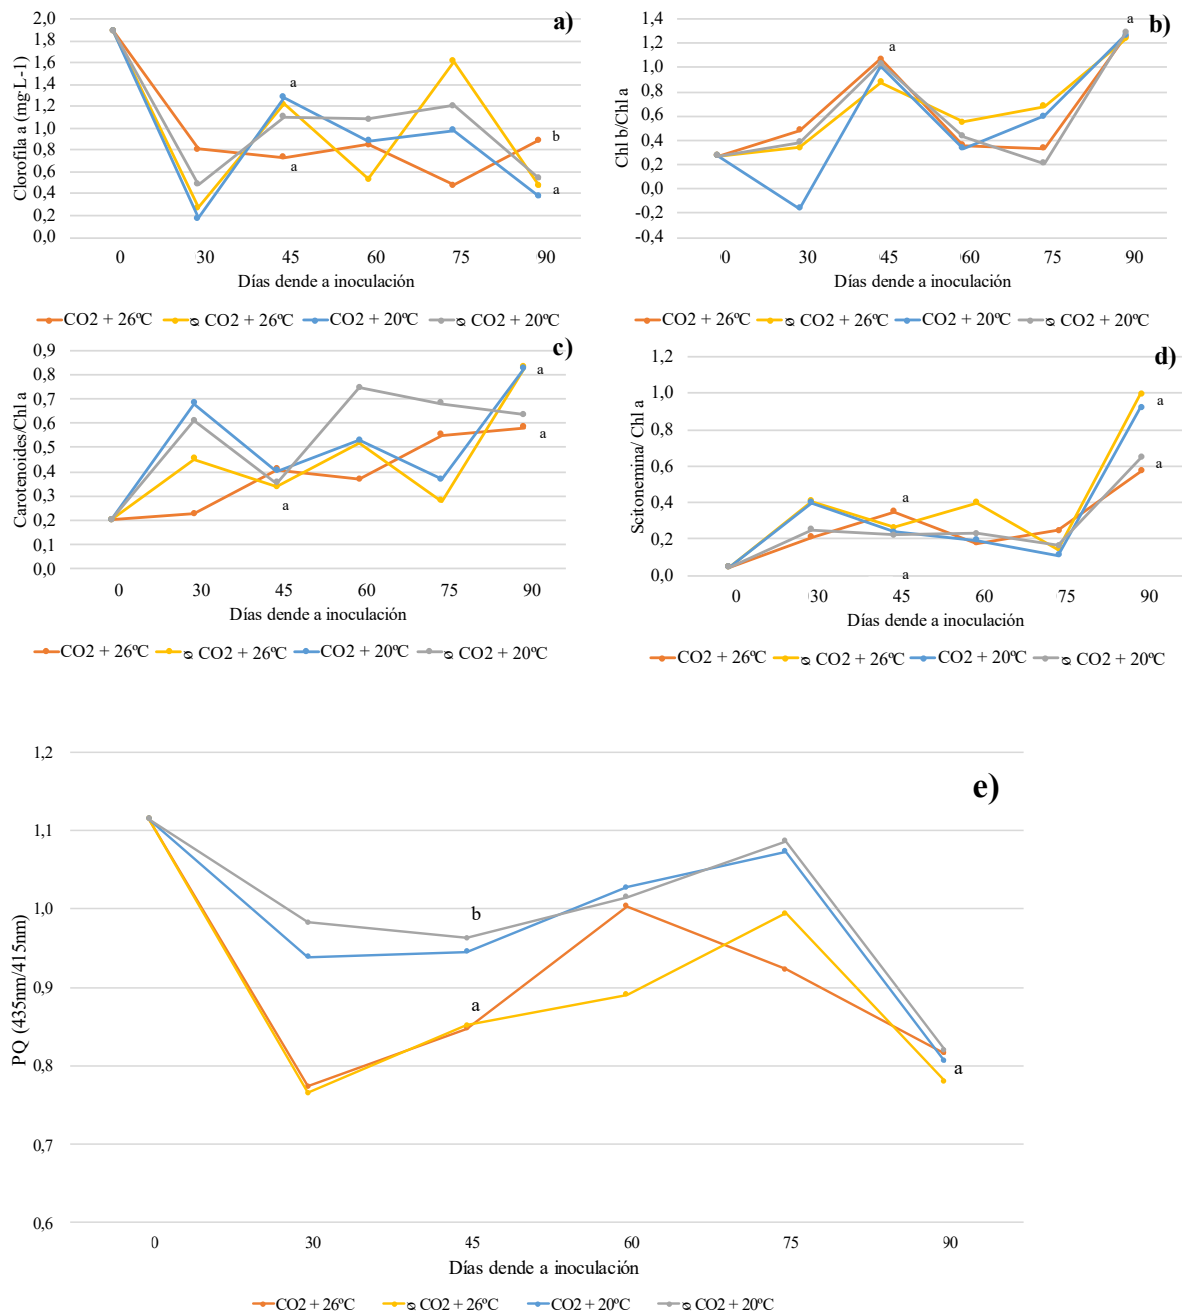 a)
Clorofila a (mg·L-1)
2,0
1,8
1,6
1,4
1,2
1,0
0,8
0,6
0,4
0,2
0,0
a
a
b
a
0 30 45 60 75 90
Días dende a inoculación
CO2 + 26ºC ᴓ CO2 + 26ºC CO2 + 20ºC ᴓ CO2 + 20ºC
b)
Chl b/Chl a
1,4
1,2
1,0
0,8
0,6
0,4
0,2
0,0
-0,2
-0,4
a
a
0 30 45 60 75 90
Días dende a inoculación
CO2 + 26ºC ᴓ CO2 + 26ºC CO2 + 20ºC ᴓ CO2 + 20ºC
c)
Carotenoides/Chl a
0,9
0,8
0,7
0,6
0,5
0,4
0,3
0,2
0,1
0,0
a
a
a
0 30 45 60 75 90
Días dende a inoculación
CO2 + 26ºC ᴓ CO2 + 26ºC CO2 + 20ºC ᴓ CO2 + 20ºC
d)
Scitonemina/ Chl a
1,2
1,0
0,8
0,6
0,4
0,2
0,0
a
a
a
a
0 30 45 60 75 90
Días dende a inoculación
CO2 + 26ºC ᴓ CO2 + 26ºC CO2 + 20ºC ᴓ CO2 + 20ºC
e)
PQ (435nm/415nm)
1,2
1,1
1,0
0,9
0,8
0,7
0,6
b
a
a
0 30 45 60 75 90
Días dende a inoculación
CO2 + 26ºC ᴓ CO2 + 26ºC CO2 + 20ºC ᴓ CO2 + 20ºC